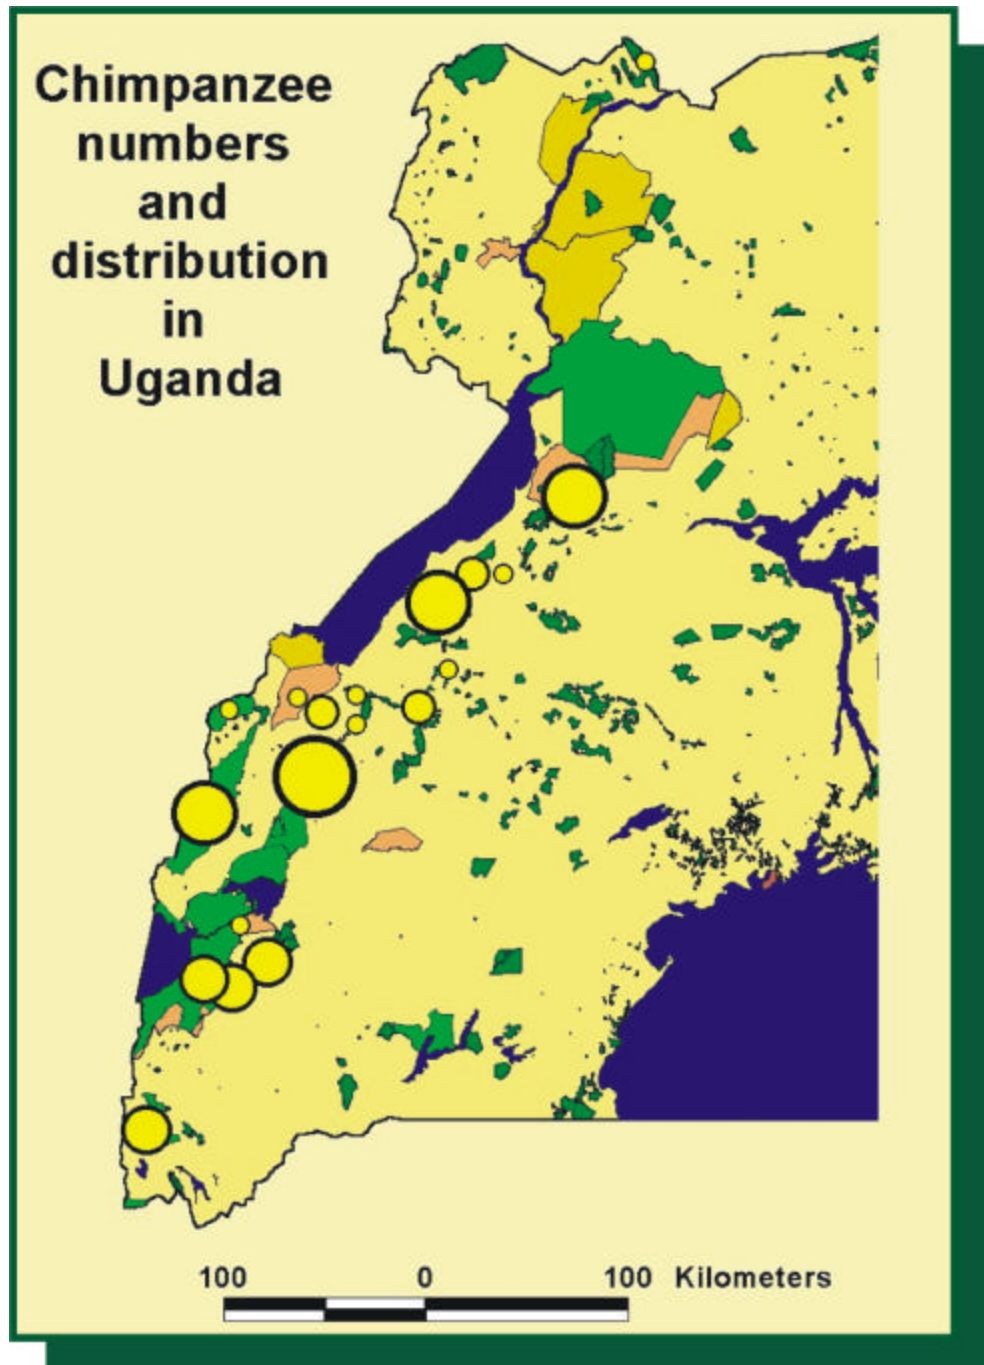 Chimpanzee
numbers
and
distribution
in
Uganda
100 0 100 Kilometers